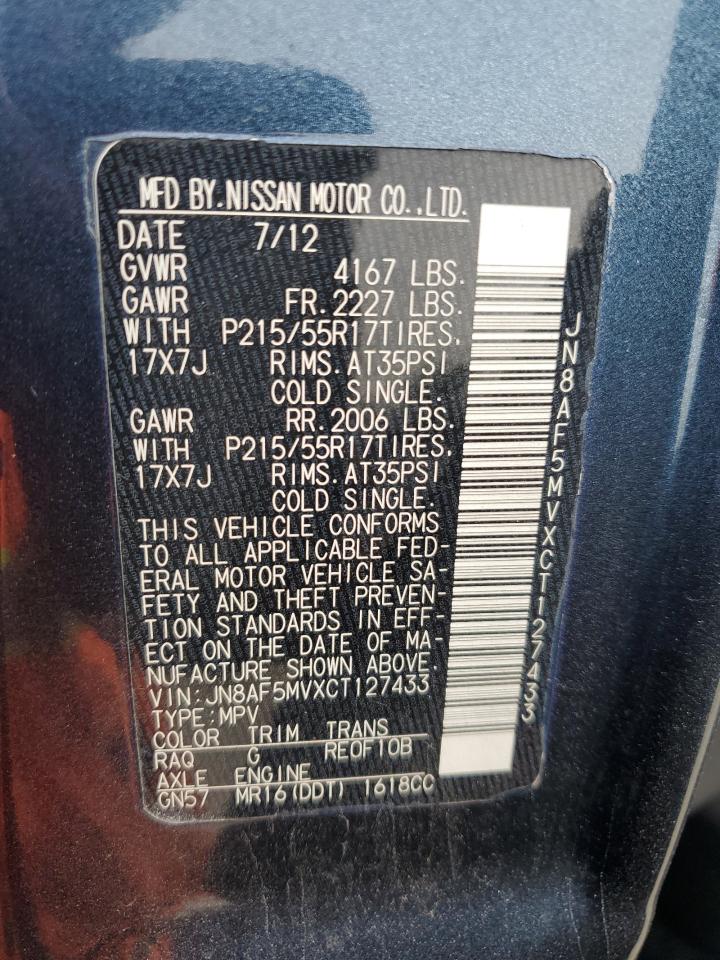 MFD BY.NISSAN MOTOR CO.,LTD.
DATE 7/12
GVWR 4167 LBS.
GAWR FR.2227 LBS.
WITH P215/55R17TIRES.
17X7J RIMS.AT35PSI
COLD SINGLE.
GAWR RR.2006 LBS.
WITH P215/55R17TIRES.
17X7J RIMS.AT35PSI
COLD SINGLE.
THIS VEHICLE CONFORMS
TO ALL APPLICABLE FED-
ERAL MOTOR VEHICLE SA-
FETY AND THEFT PREVEN-
TION STANDARDS IN EFF-
ECT ON THE DATE OF MA-
NUFACTURE SHOWN ABOVE.
VIN:JN8AF5MVXCT127433
TYPE:MPV
COLOR TRIM TRANS
RAQ G RE0F10B
AXLE ENGINE
GN57 MR16(DDT) 1618CC
JN8AF5MVXCT127433